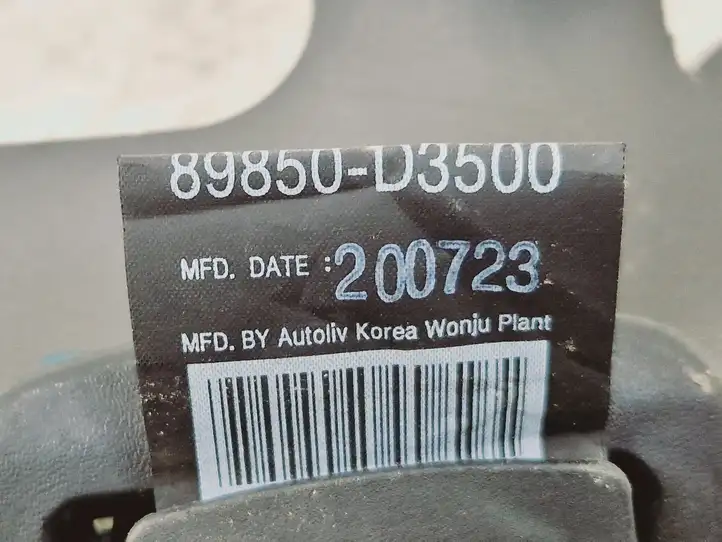 89850-D3500
MFD. DATE : 200723
MFD. BY Autoliv Korea Wonju Plant